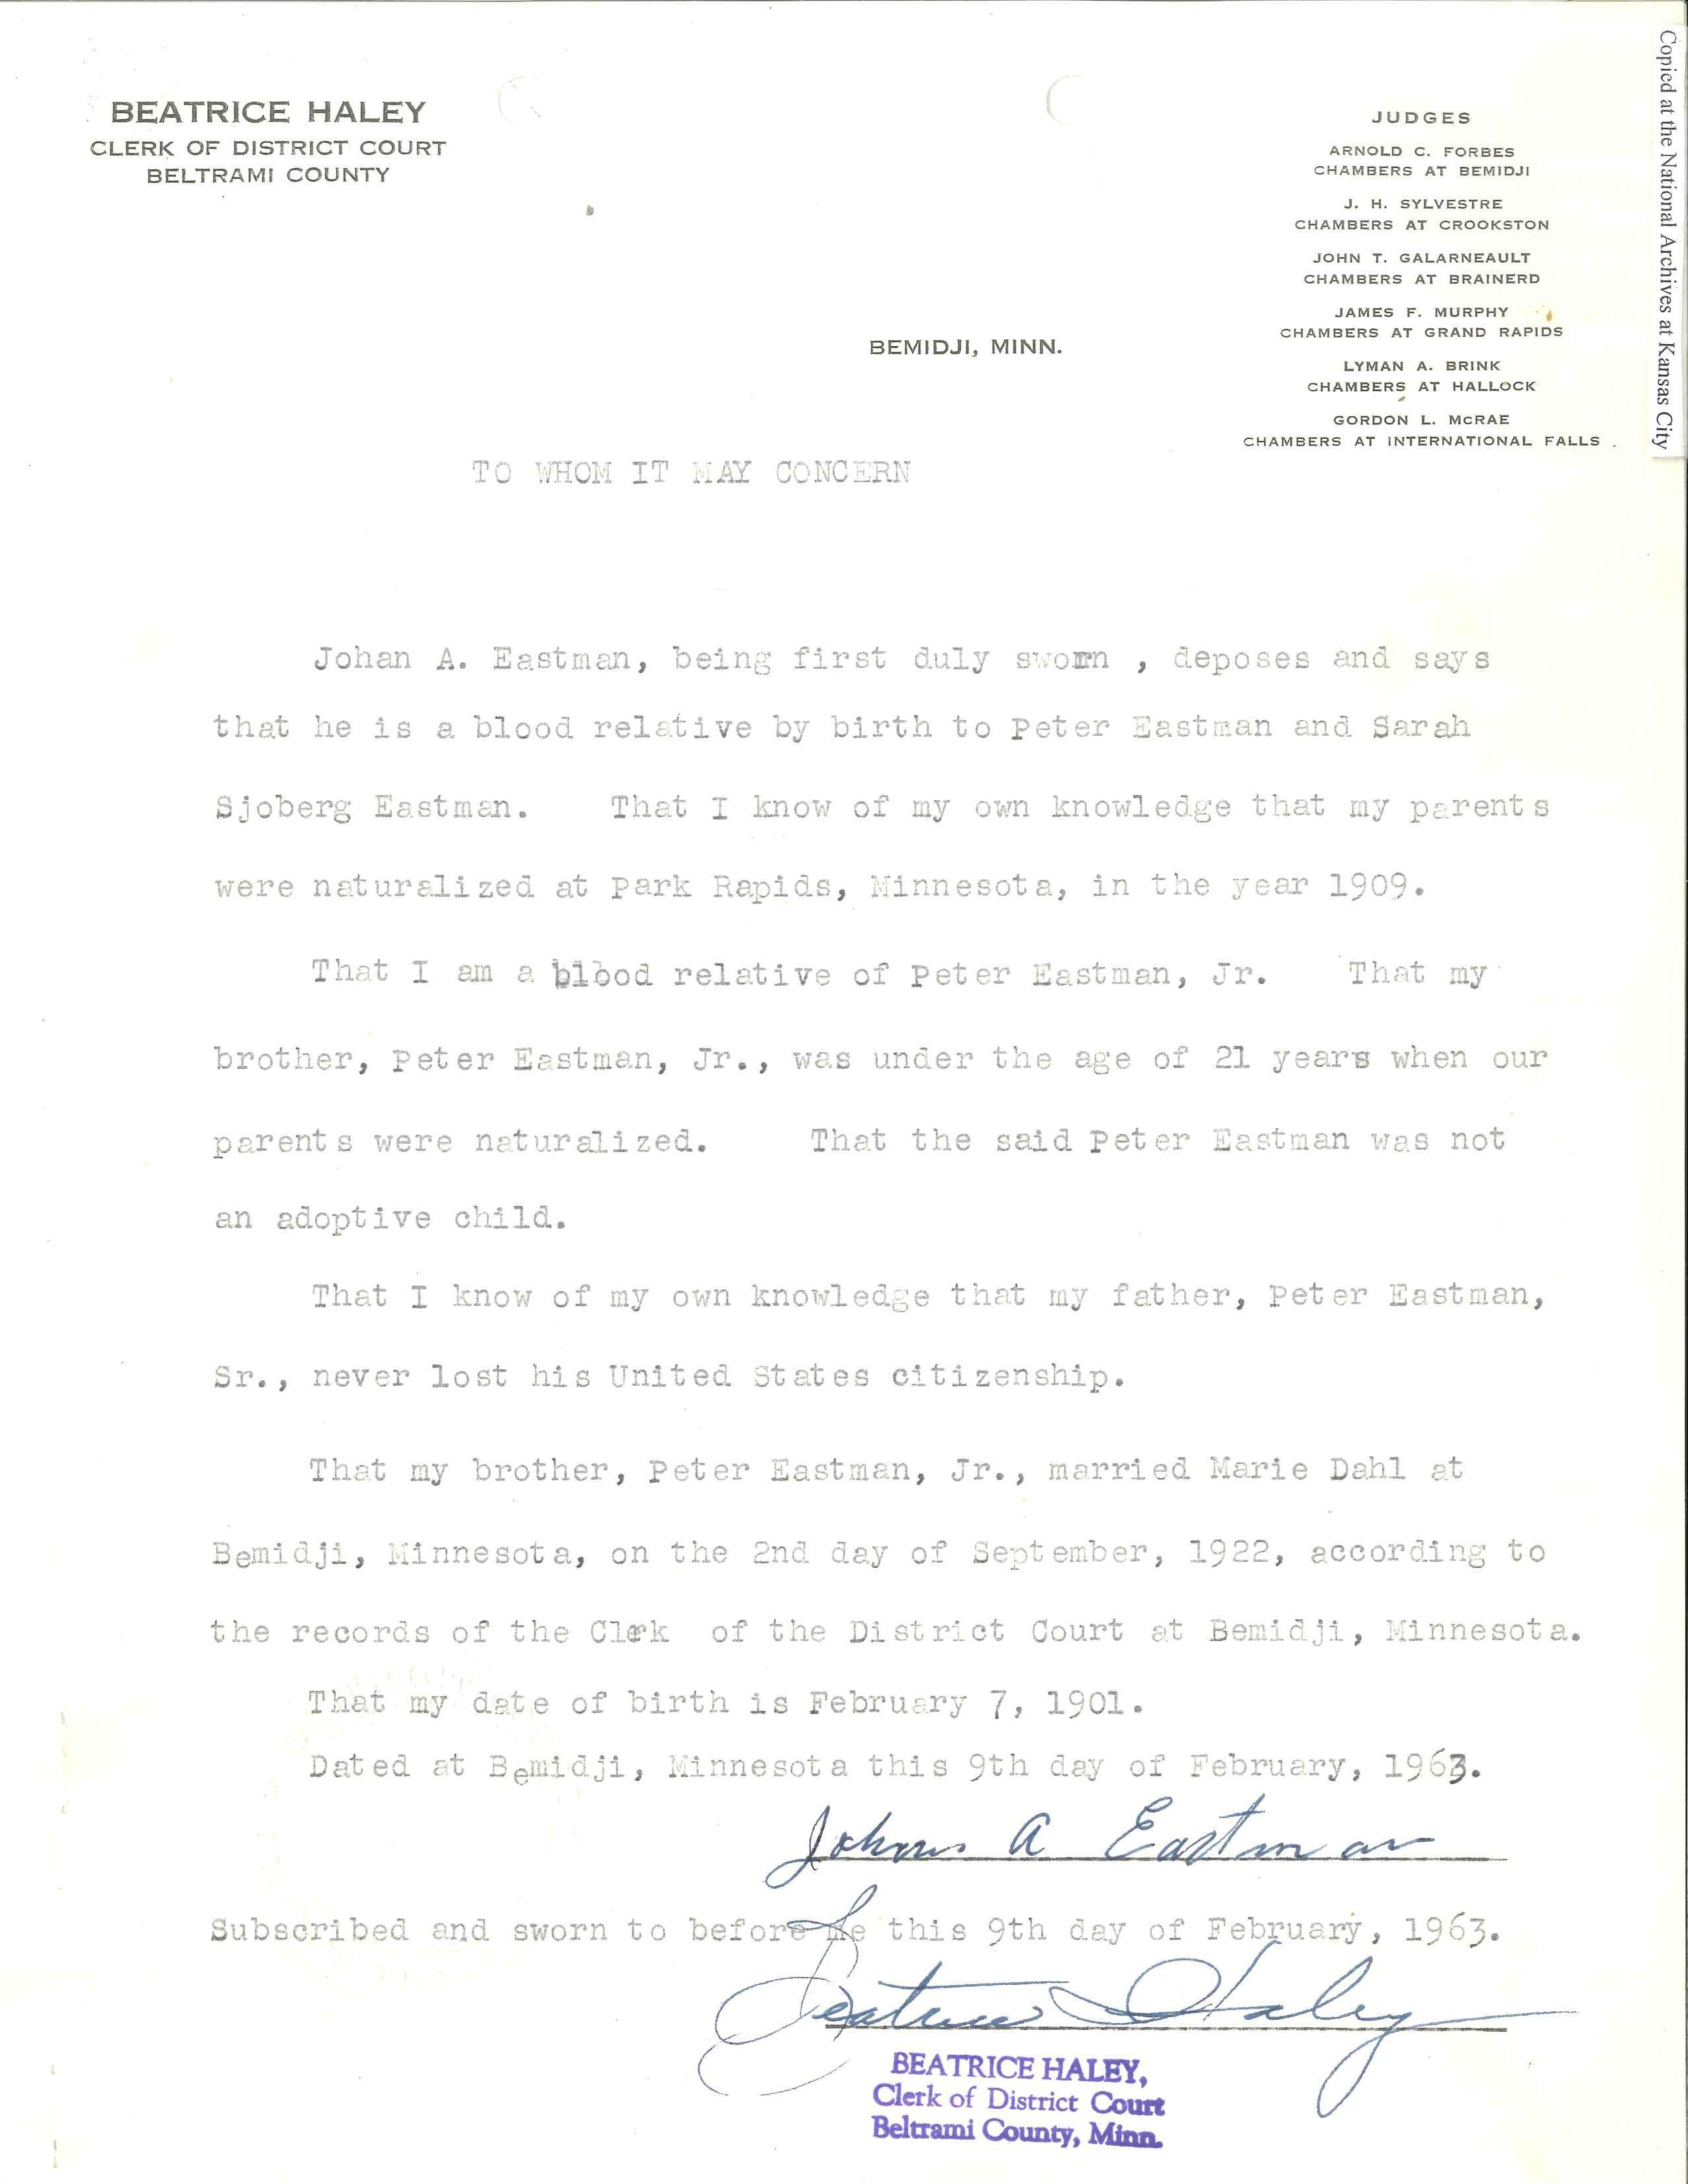 BEATRICE HALEY
CLERK OF DISTRICT COURT
BELTRAMI COUNTY
JUDGES
ARNOLD C. FORBES
CHAMBERS AT BEMIDJI
J. H. SYLVESTRE
CHAMBERS AT CROOKSTON
JOHN T. GALARNEAULT
CHAMBERS AT BRAINERD
JAMES F. MURPHY
CHAMBERS AT GRAND RAPIDS
LYMAN A. BRINK
CHAMBERS AT HALLOCK
GORDON L. McRAE
CHAMBERS AT INTERNATIONAL FALLS
Copied at the National Archives at Kansas City
BEMIDJI, MINN.
TO WHOM IT MAY CONCERN
Johan A. Eastman, being first duly sworn , deposes and says
that he is a blood relative by birth to Peter Eastman and Sarah
Sjoberg Eastman. That I know of my own knowledge that my parents
were naturalized at Park Rapids, Minnesota, in the year 1909.
That I am a blood relative of Peter Eastman, Jr. That my
brother, Peter Eastman, Jr., was under the age of 21 years when our
parents were naturalized. That the said Peter Eastman was not
an adoptive child.
That I know of my own knowledge that my father, Peter Eastman,
Sr., never lost his United States citizenship.
That my brother, Peter Eastman, Jr., married Marie Dahl at
Bemidji, Minnesota, on the 2nd day of September, 1922, according to
the records of the Clerk of the District Court at Bemidji, Minnesota.
That my date of birth is February 7, 1901.
Dated at Bemidji, Minnesota this 9th day of February, 1963.
Johan A Eastman
Subscribed and sworn to before me this 9th day of February, 1963.
Beatrice Haley
BEATRICE HALEY,
Clerk of District Court
Beltrami County, Minn.